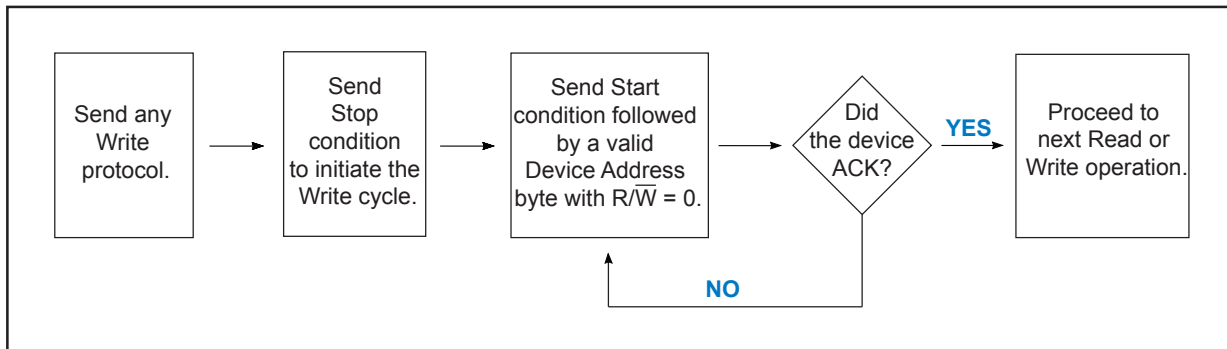 Send any
Write
protocol.
Send
Stop
condition
to initiate the
Write cycle.
Send Start
condition followed
by a valid
Device Address
byte with R/W̅ = 0.
Did
the device
ACK?
YES
Proceed to
next Read or
Write operation.
NO